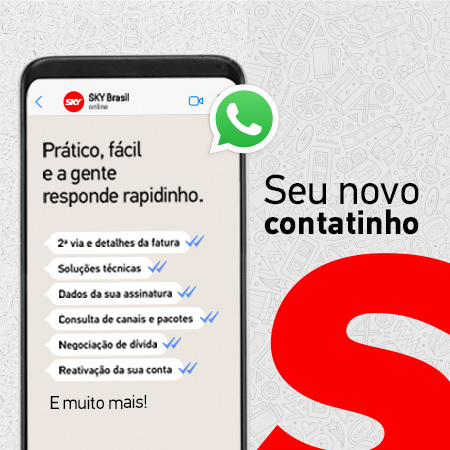 SKY
SKY Brasil
online
Prático, fácil
e a gente
responde rapidinho.
2ª via e detalhes da fatura
Soluções técnicas
Dados da sua assinatura
Consulta de canais e pacotes
Negociação de dívida
Reativação da sua conta
E muito mais!
Seu novo
contatinho
S